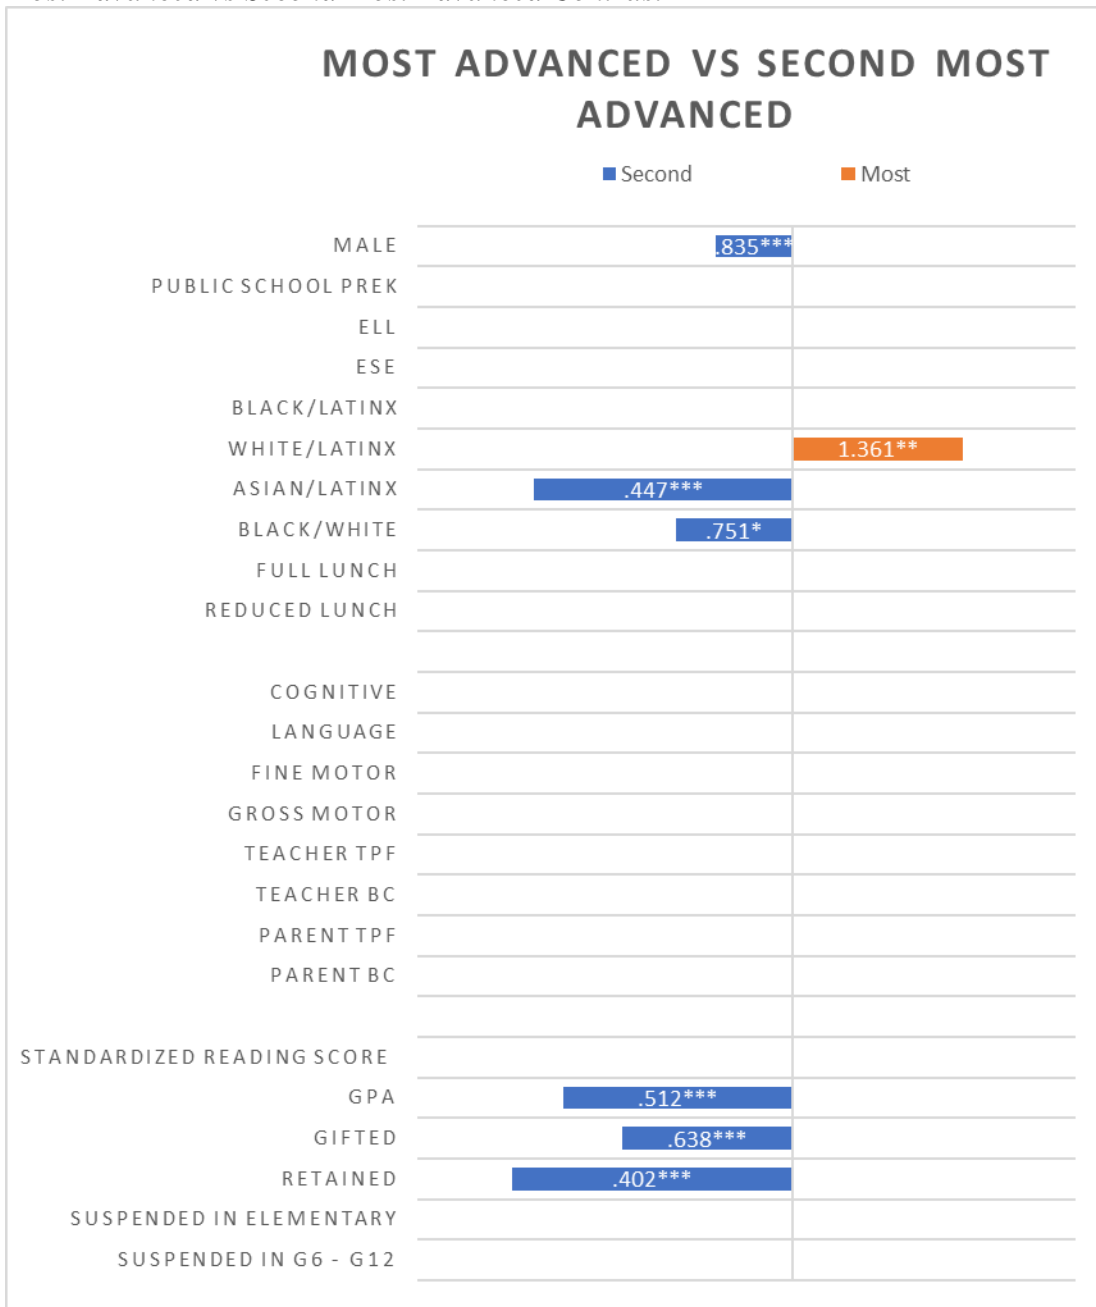 MOST ADVANCED VS SECOND MOST
ADVANCED
Second Most
MALE .835***
PUBLIC SCHOOL PREK
ELL
ESE
BLACK/LATINX
WHITE/LATINX 1.361**
ASIAN/LATINX .447***
BLACK/WHITE .751*
FULL LUNCH
REDUCED LUNCH
COGNITIVE
LANGUAGE
FINE MOTOR
GROSS MOTOR
TEACHER TPF
TEACHER BC
PARENT TPF
PARENT BC
STANDARDIZED READING SCORE
GPA .512***
GIFTED .638***
RETAINED .402***
SUSPENDED IN ELEMENTARY
SUSPENDED IN G6 - G12